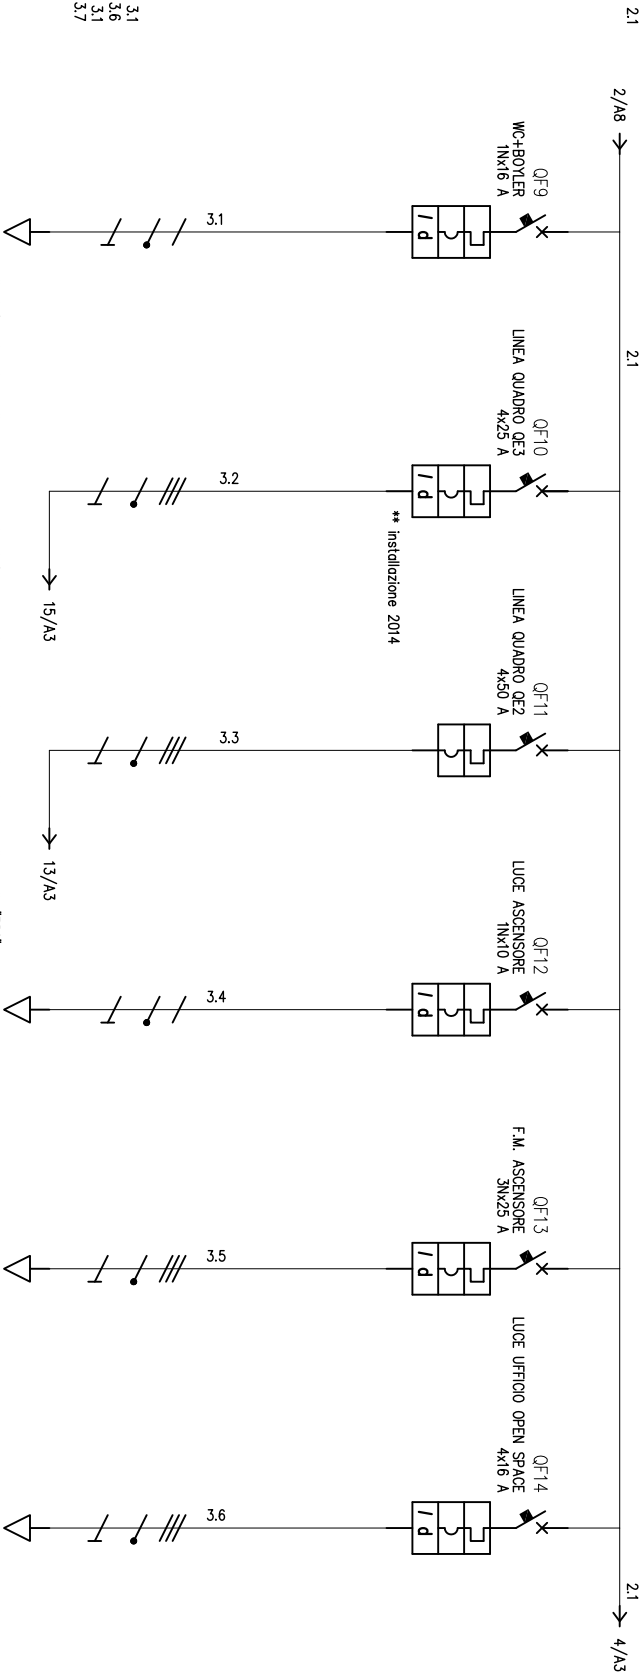 2.1
2.1
2.1
2/A8
4/A3
QF9
WC+BOYLER
1Nx16 A
I d
3.1
QF10
LINEA QUADRO QE3
4x25 A
I d
** installazione 2014
3.2
15/A3
QF11
LINEA QUADRO QE2
4x50 A
3.3
13/A3
QF12
LUCE ASCENSORE
1Nx10 A
I d
3.4
QF13
F.M. ASCENSORE
3Nx25 A
I d
3.5
QF14
LUCE UFFICIO OPEN SPACE
4x16 A
I d
3.6
3.1
3.6
3.1
3.7